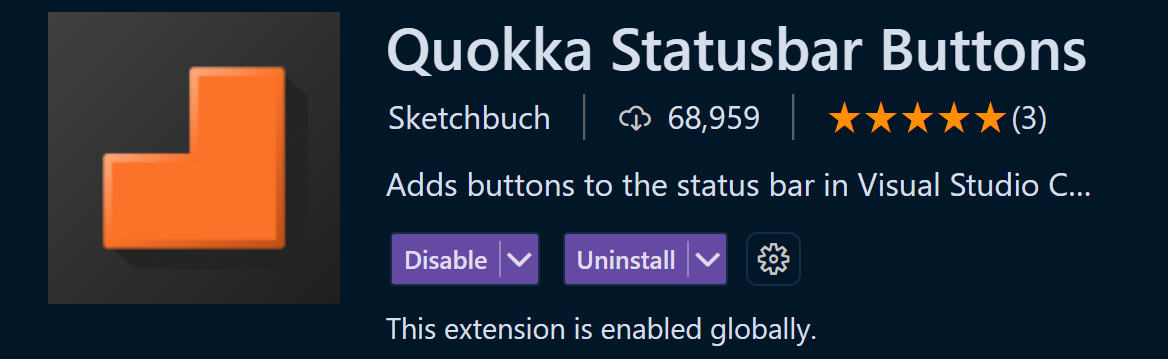 Quokka Statusbar Buttons
Sketchbuch 68,959 (3)
Adds buttons to the status bar in Visual Studio C...
Disable Uninstall
This extension is enabled globally.